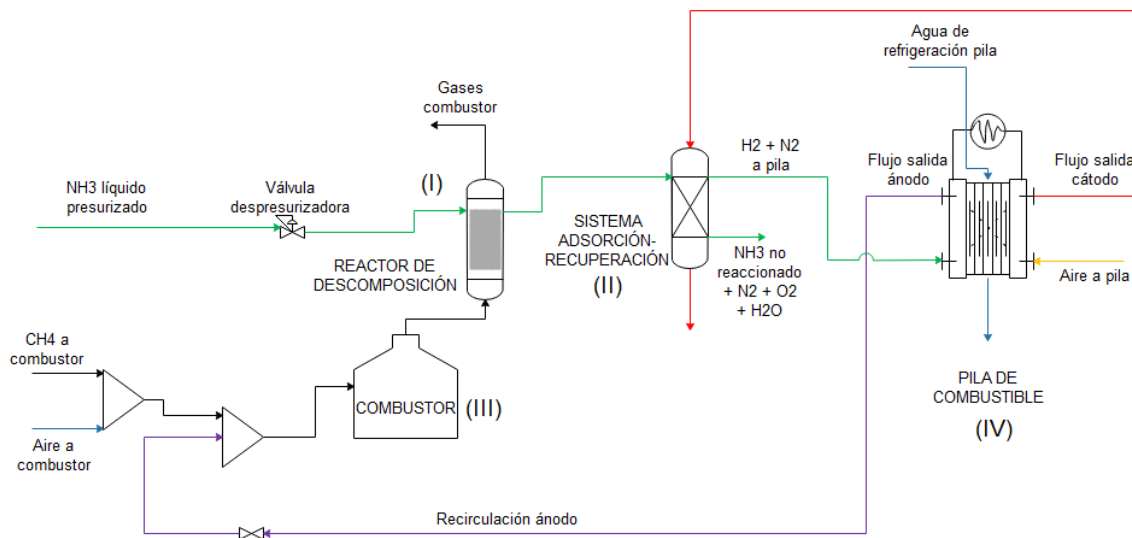 Agua de
refrigeración pila
Gases
combustor
H2 + N2
a pila
Flujo salida
ánodo
Flujo salida
cátodo
(I)
NH3 líquido
presurizado
Válvula
despresurizadora
SISTEMA
ADSORCIÓN-
RECUPERACIÓN
(II)
REACTOR DE
DESCOMPOSICIÓN
NH3 no
reaccionado
+ N2 + O2
+ H2O
Aire a pila
CH4 a
combustor
COMBUSTOR
(III)
PILA DE
COMBUSTIBLE
(IV)
Aire a
combustor
Recirculación ánodo